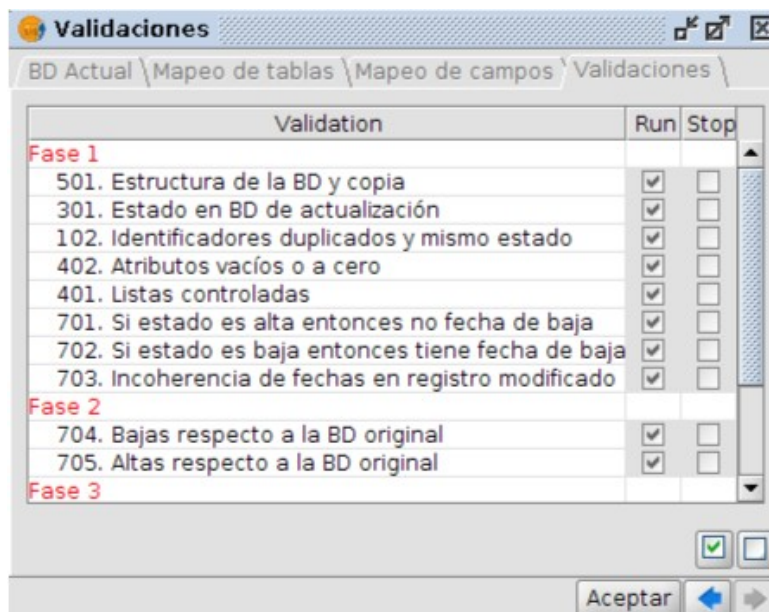 Validaciones
BD Actual Mapeo de tablas Mapeo de campos Validaciones
Validation Run Stop
Fase 1
501. Estructura de la BD y copia
301. Estado en BD de actualización
102. Identificadores duplicados y mismo estado
402. Atributos vacíos o a cero
401. Listas controladas
701. Si estado es alta entonces no fecha de baja
702. Si estado es baja entonces tiene fecha de baja
703. Incoherencia de fechas en registro modificado
Fase 2
704. Bajas respecto a la BD original
705. Altas respecto a la BD original
Fase 3
Aceptar